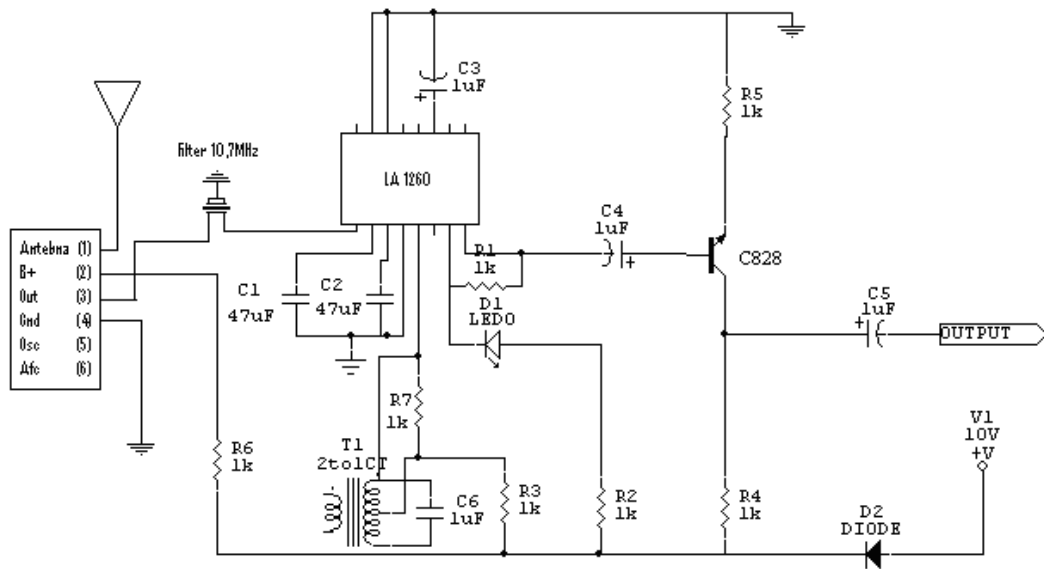 C3
1uF
R5
1k
filter 10,7MHz
LA 1260
Antebna (1)
B+ (2)
Out (3)
Gnd (4)
Osc (5)
Afc (6)
C4
1uF
C828
R1
1k
C1
47uF
C2
47uF
D1
LED0
C5
1uF
OUTPUT
R7
1k
V1
10V
+V
R6
1k
T1
2to1CT
C6
1uF
R3
1k
R2
1k
R4
1k
D2
DIODE